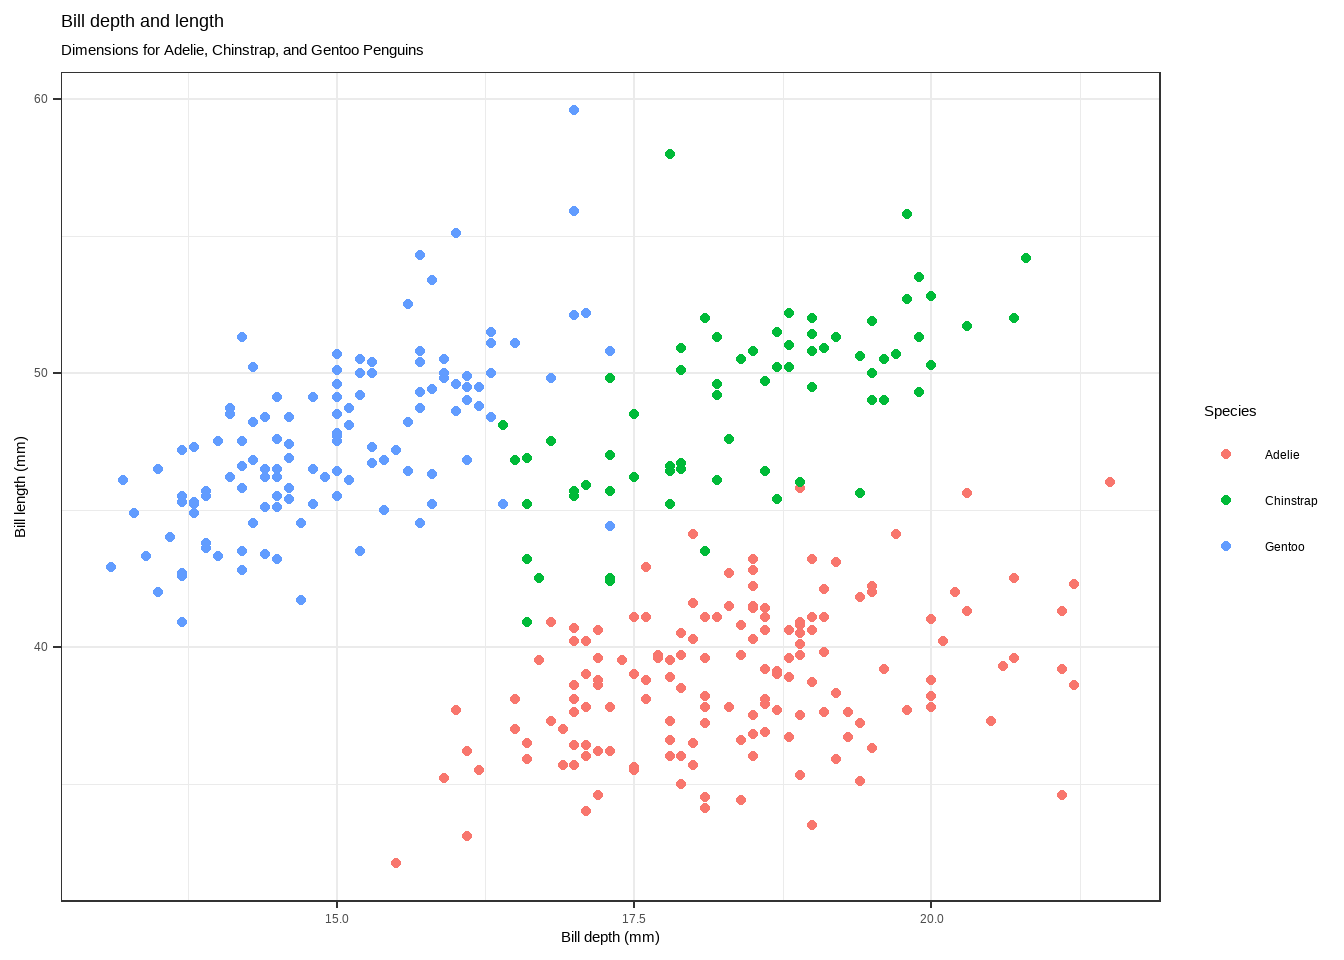 Bill depth and length
Dimensions for Adelie, Chinstrap, and Gentoo Penguins
60
50
40
Bill length (mm)
15.0
17.5
20.0
Bill depth (mm)
Species
Adelie
Chinstrap
Gentoo